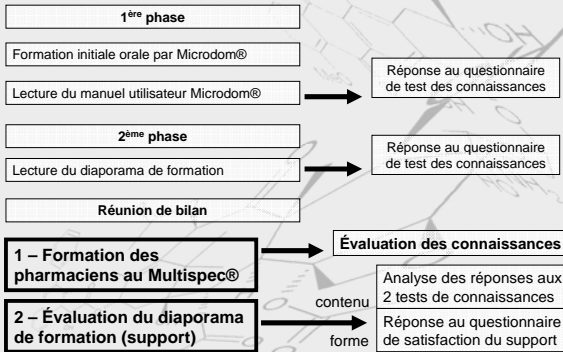 1ère phase
Formation initiale orale par Microdom®
Lecture du manuel utilisateur Microdom®
Réponse au questionnaire
de test des connaissances
2ème phase
Lecture du diaporama de formation
Réponse au questionnaire
de test des connaissances
Réunion de bilan
1 – Formation des
pharmaciens au Multispec®
Évaluation des connaissances
2 – Évaluation du diaporama
de formation (support)
contenu
forme
Analyse des réponses aux
2 tests de connaissances
Réponse au questionnaire
de satisfaction du support